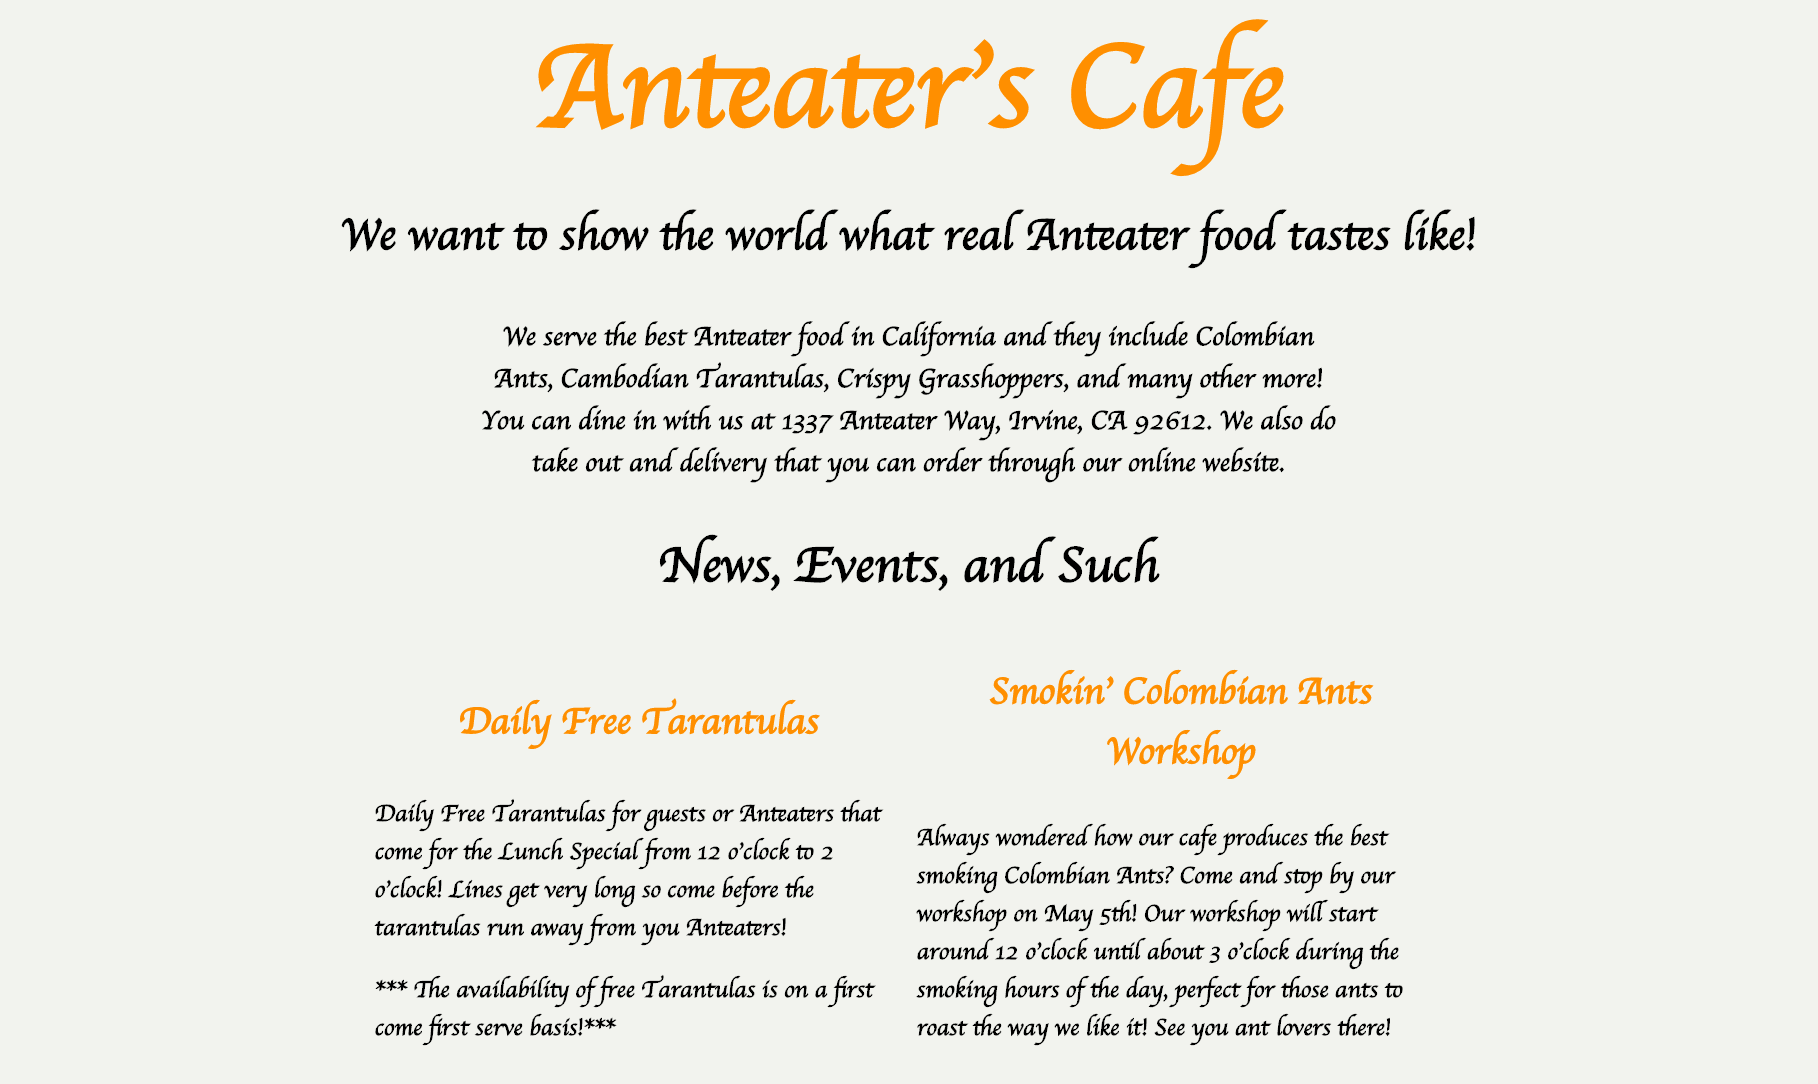 Anteater's Cafe
We want to show the world what real Anteater food tastes like!
We serve the best Anteater food in California and they include Colombian
Ants, Cambodian Tarantulas, Crispy Grasshoppers, and many other more!
You can dine in with us at 1337 Anteater Way, Irvine, CA 92612. We also do
take out and delivery that you can order through our online website.
News, Events, and Such
Daily Free Tarantulas
Daily Free Tarantulas for guests or Anteaters that
come for the Lunch Special from 12 o'clock to 2
o'clock! Lines get very long so come before the
tarantulas run away from you Anteaters!
*** The availability of free Tarantulas is on a first
come first serve basis!***
Smokin' Colombian Ants
Workshop
Always wondered how our cafe produces the best
smoking Colombian Ants? Come and stop by our
workshop on May 5th! Our workshop will start
around 12 o'clock until about 3 o'clock during the
smoking hours of the day, perfect for those ants to
roast the way we like it! See you ant lovers there!